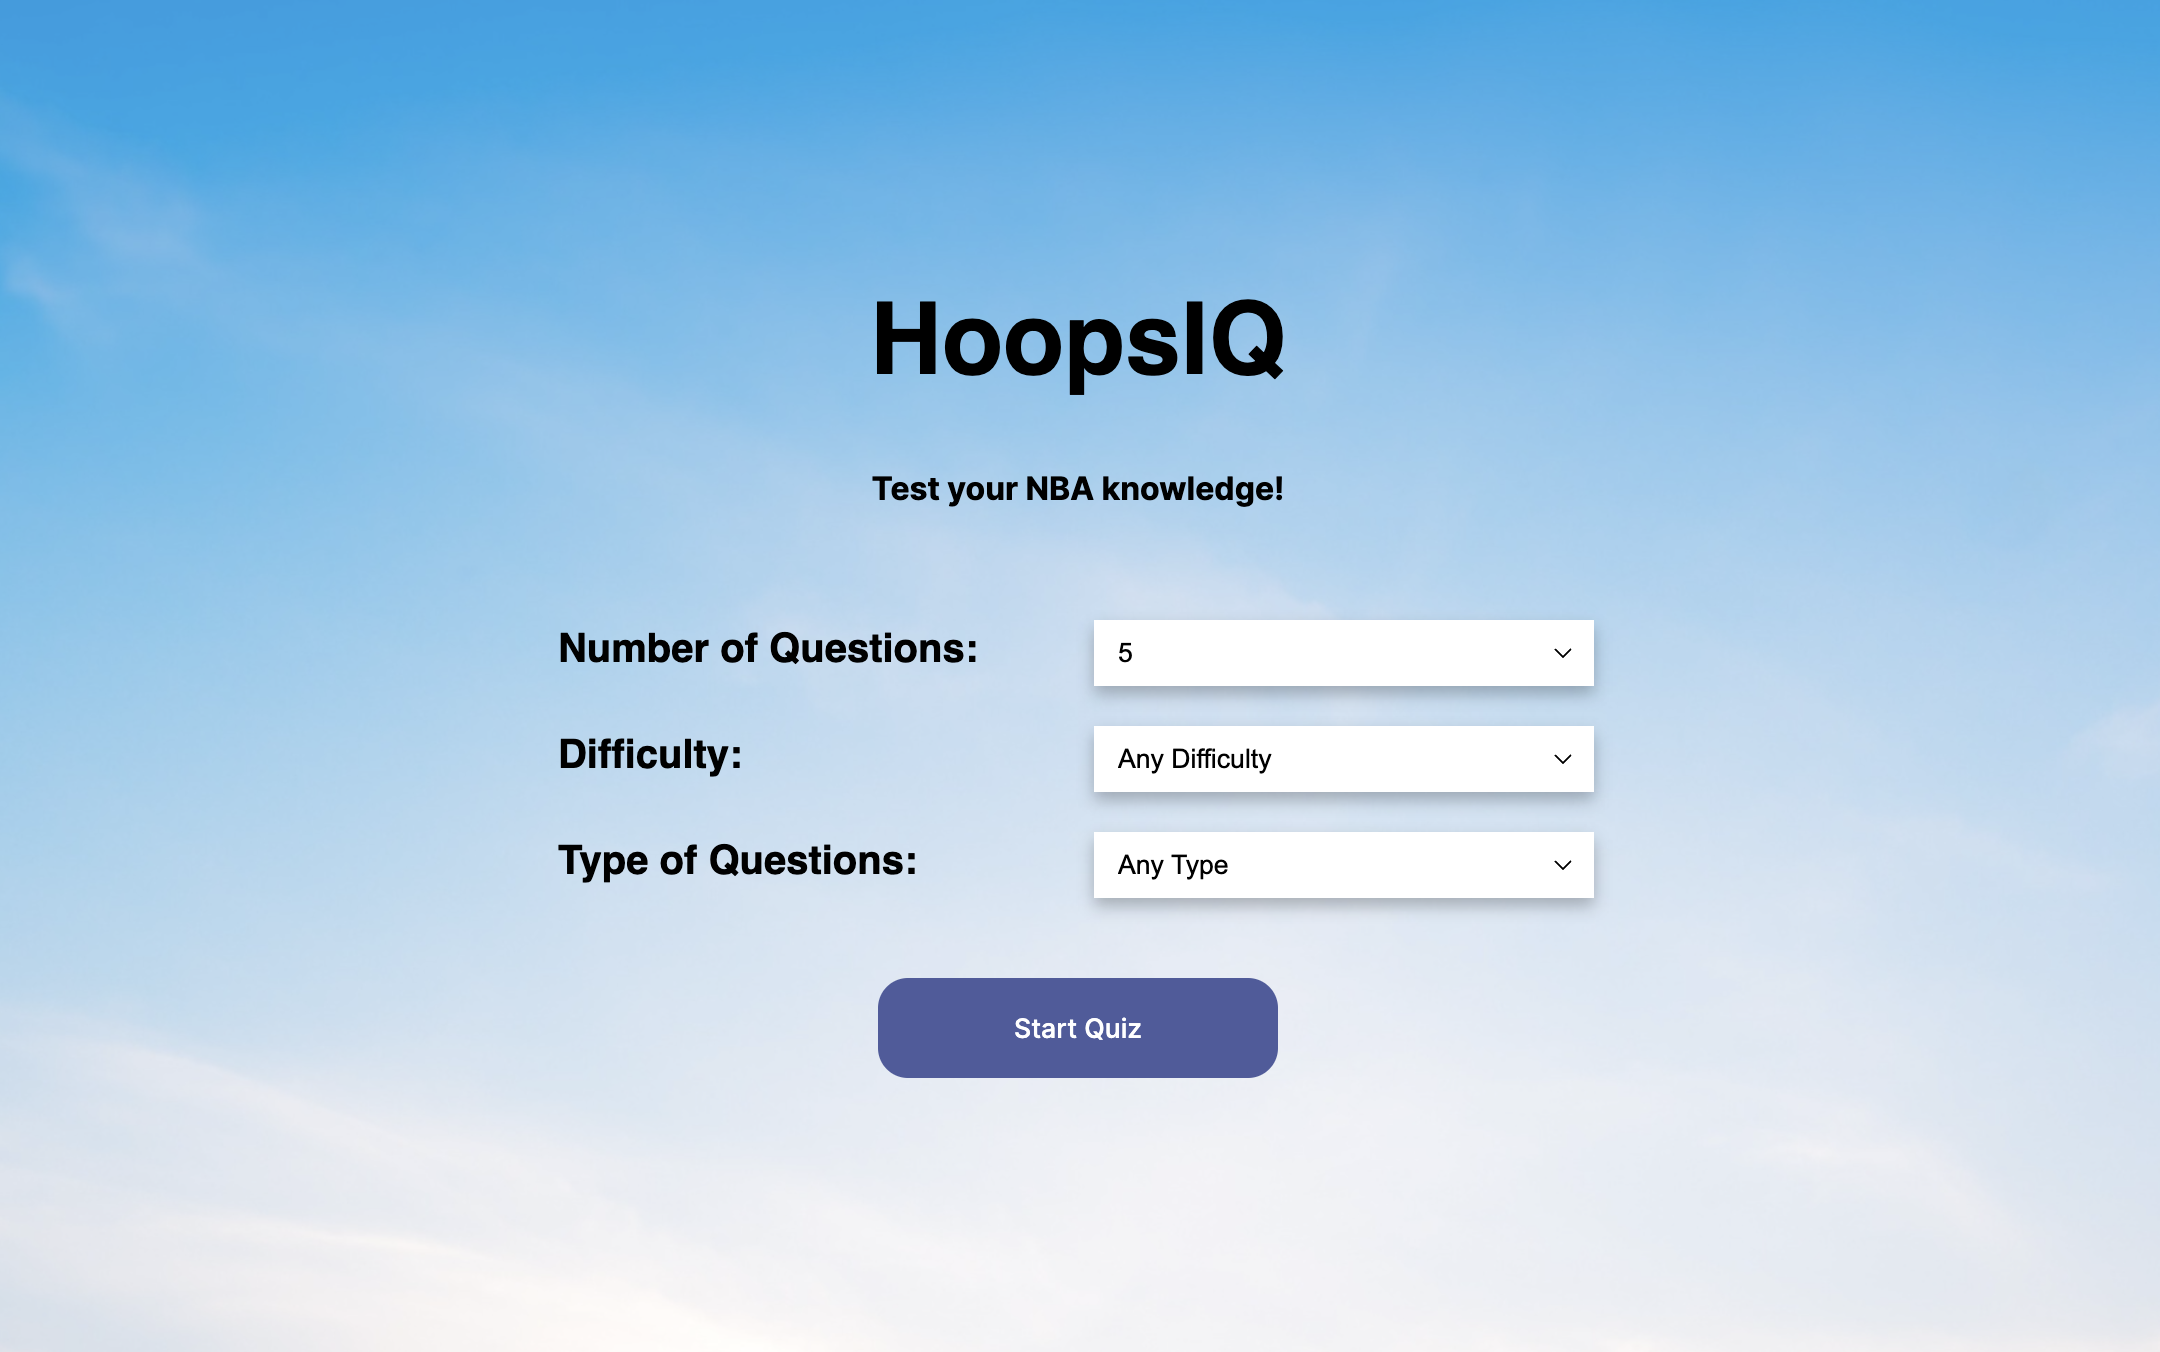 HoopsIQ
Test your NBA knowledge!
Number of Questions: 5
Difficulty: Any Difficulty
Type of Questions: Any Type
Start Quiz